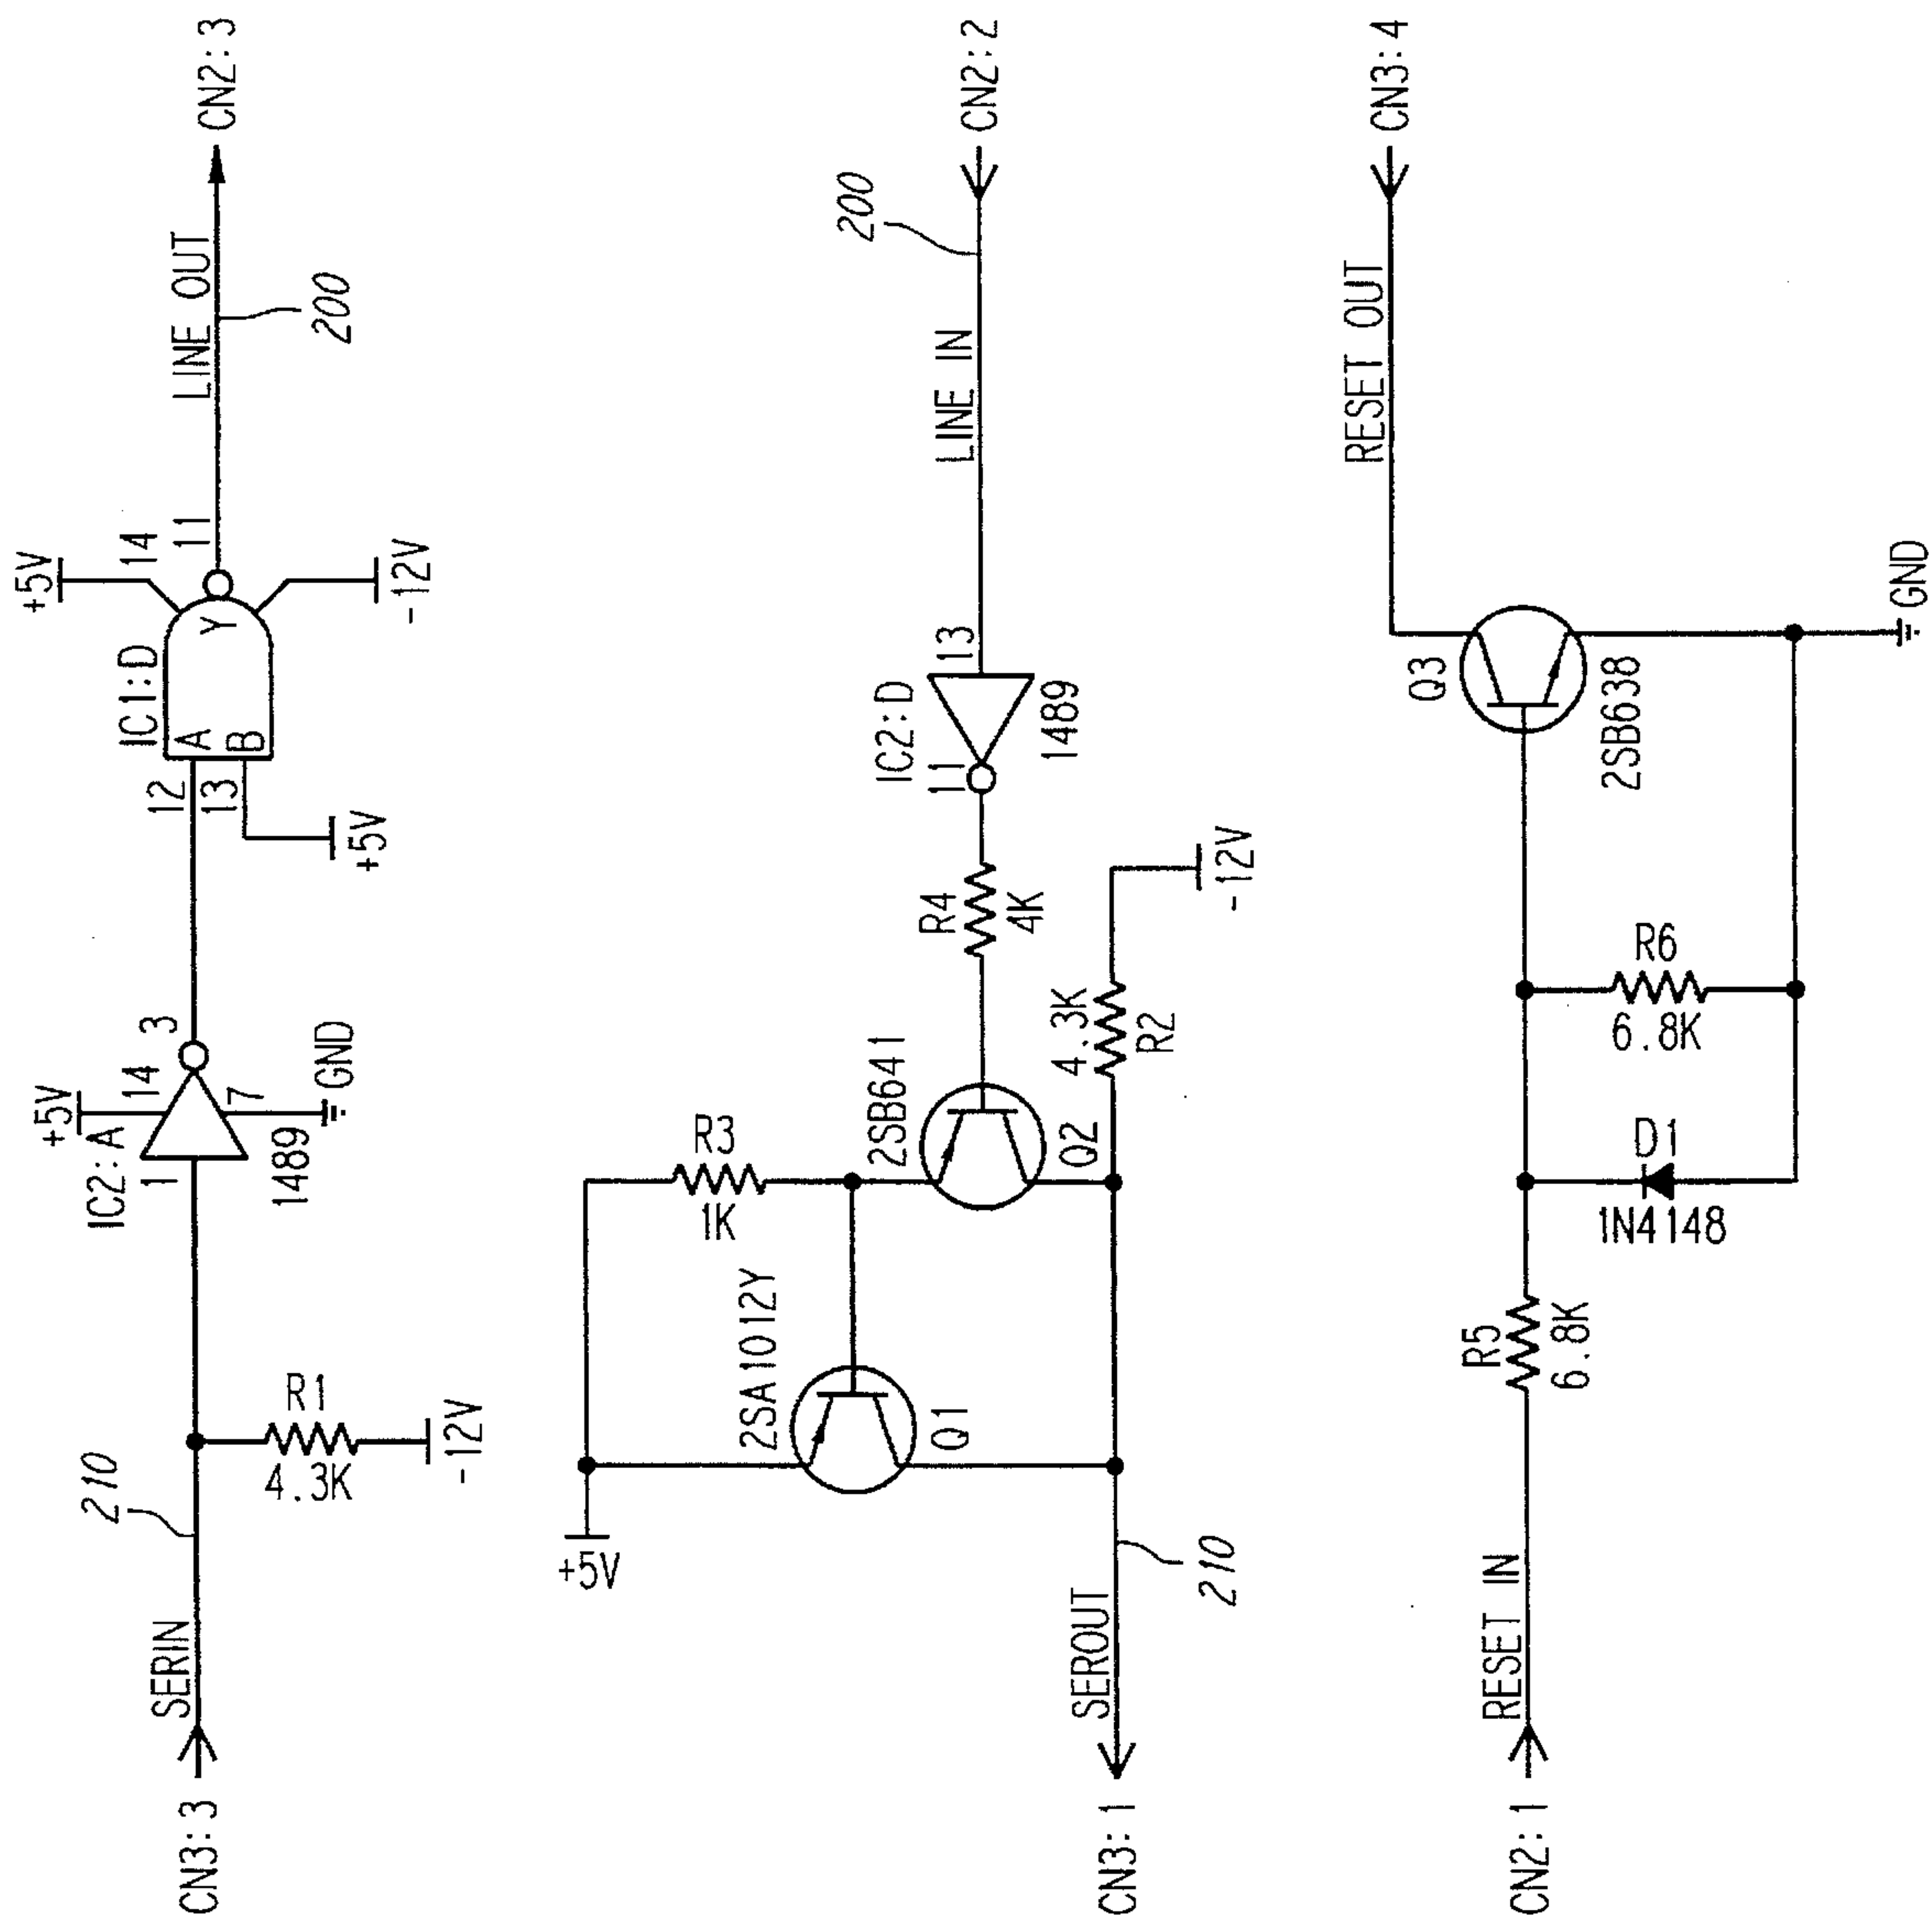 CN3:3
SERIN
210
R1
4.3K
-12V
+5V
IC2:A
1
14
3
7
1489
GND
12
13
+5V
IC1:D
A
B
Y
+5V
14
11
-12V
LINE OUT
200
CN2:3
+5V
2SA1012Y
Q1
R3
1K
2SB641
Q2
4.3K
R2
-12V
R4
4K
IC2:D
11
13
1489
LINE IN
200
CN2:2
SEROUT
210
CN3:1
CN2:1
RESET IN
R5
6.8K
D1
1N4148
R6
6.8K
Q3
2SB638
GND
RESET OUT
CN3:4